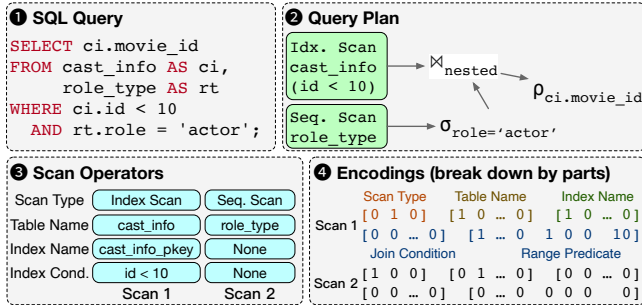 ❶ SQL Query
SELECT ci.movie_id
FROM cast_info AS ci,
role_type AS rt
WHERE ci.id < 10
AND rt.role = 'actor';
❷ Query Plan
Idx. Scan
cast_info
(id < 10)
⋈nested
ρci.movie_id
Seq. Scan
role_type
σrole='actor'
❸ Scan Operators
Scan Type Index Scan Seq. Scan
Table Name cast_info role_type
Index Name cast_info_pkey None
Index Cond. id < 10 None
Scan 1 Scan 2
❹ Encodings (break down by parts)
Scan Type Table Name Index Name
Scan 1
[0 1 0] [1 0 … 0] [1 0 … 0]
[0 0 … 0] [1 … 0 1 0 0 10]
Join Condition Range Predicate
Scan 2
[1 0 0] [0 1 … 0] [0 0 … 0]
[0 0 … 0] [0 … 0 0 0 0 0]